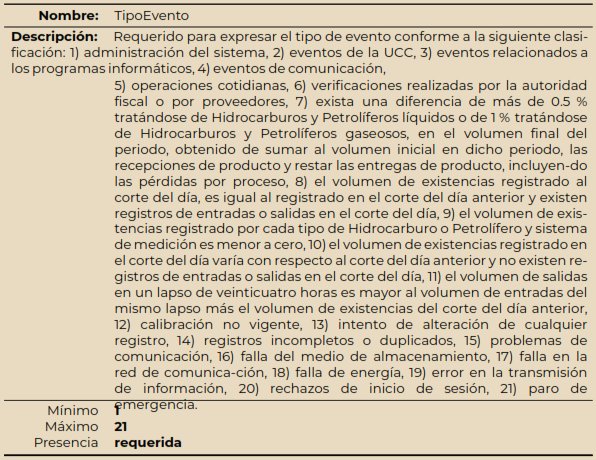 Nombre: TipoEvento
Descripción: Requerido para expresar el tipo de evento conforme a la siguiente clasi-
ficación: 1) administración del sistema, 2) eventos de la UCC, 3) eventos relacionados a
los programas informáticos, 4) eventos de comunicación,
5) operaciones cotidianas, 6) verificaciones realizadas por la autoridad
fiscal o por proveedores, 7) exista una diferencia de más de 0.5 %
tratándose de Hidrocarburos y Petrolíferos líquidos o de 1 % tratándose
de Hidrocarburos y Petrolíferos gaseosos, en el volumen final del
periodo, obtenido de sumar al volumen inicial en dicho periodo, las
recepciones de producto y restar las entregas de producto, incluyen-do
las pérdidas por proceso, 8) el volumen de existencias registrado al
corte del día, es igual al registrado en el corte del día anterior y existen
registros de entradas o salidas en el corte del día, 9) el volumen de exis-
tencias registrado por cada tipo de Hidrocarburo o Petrolífero y sistema
de medición es menor a cero, 10) el volumen de existencias registrado en
el corte del día varía con respecto al corte del día anterior y no existen re-
gistros de entradas o salidas en el corte del día, 11) el volumen de salidas
en un lapso de veinticuatro horas es mayor al volumen de entradas del
mismo lapso más el volumen de existencias del corte del día anterior,
12) calibración no vigente, 13) intento de alteración de cualquier
registro, 14) registros incompletos o duplicados, 15) problemas de
comunicación, 16) falla del medio de almacenamiento, 17) falla en la
red de comunica-ción, 18) falla de energía, 19) error en la transmisión
de información, 20) rechazos de inicio de sesión, 21) paro de
emergencia.
Mínimo 1
Máximo 21
Presencia requerida